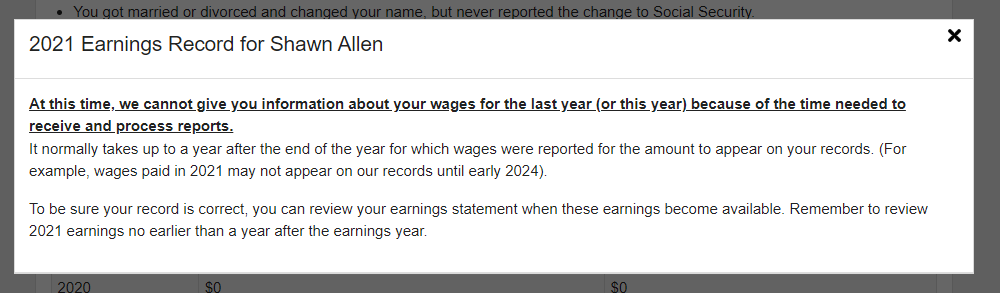 • You got married or divorced and changed your name, but never reported the change to Social Security.
2021 Earnings Record for Shawn Allen
At this time, we cannot give you information about your wages for the last year (or this year) because of the time needed to
receive and process reports.
It normally takes up to a year after the end of the year for which wages were reported for the amount to appear on your records. (For
example, wages paid in 2021 may not appear on our records until early 2024).
To be sure your record is correct, you can review your earnings statement when these earnings become available. Remember to review
2021 earnings no earlier than a year after the earnings year.
2020 $0 $0